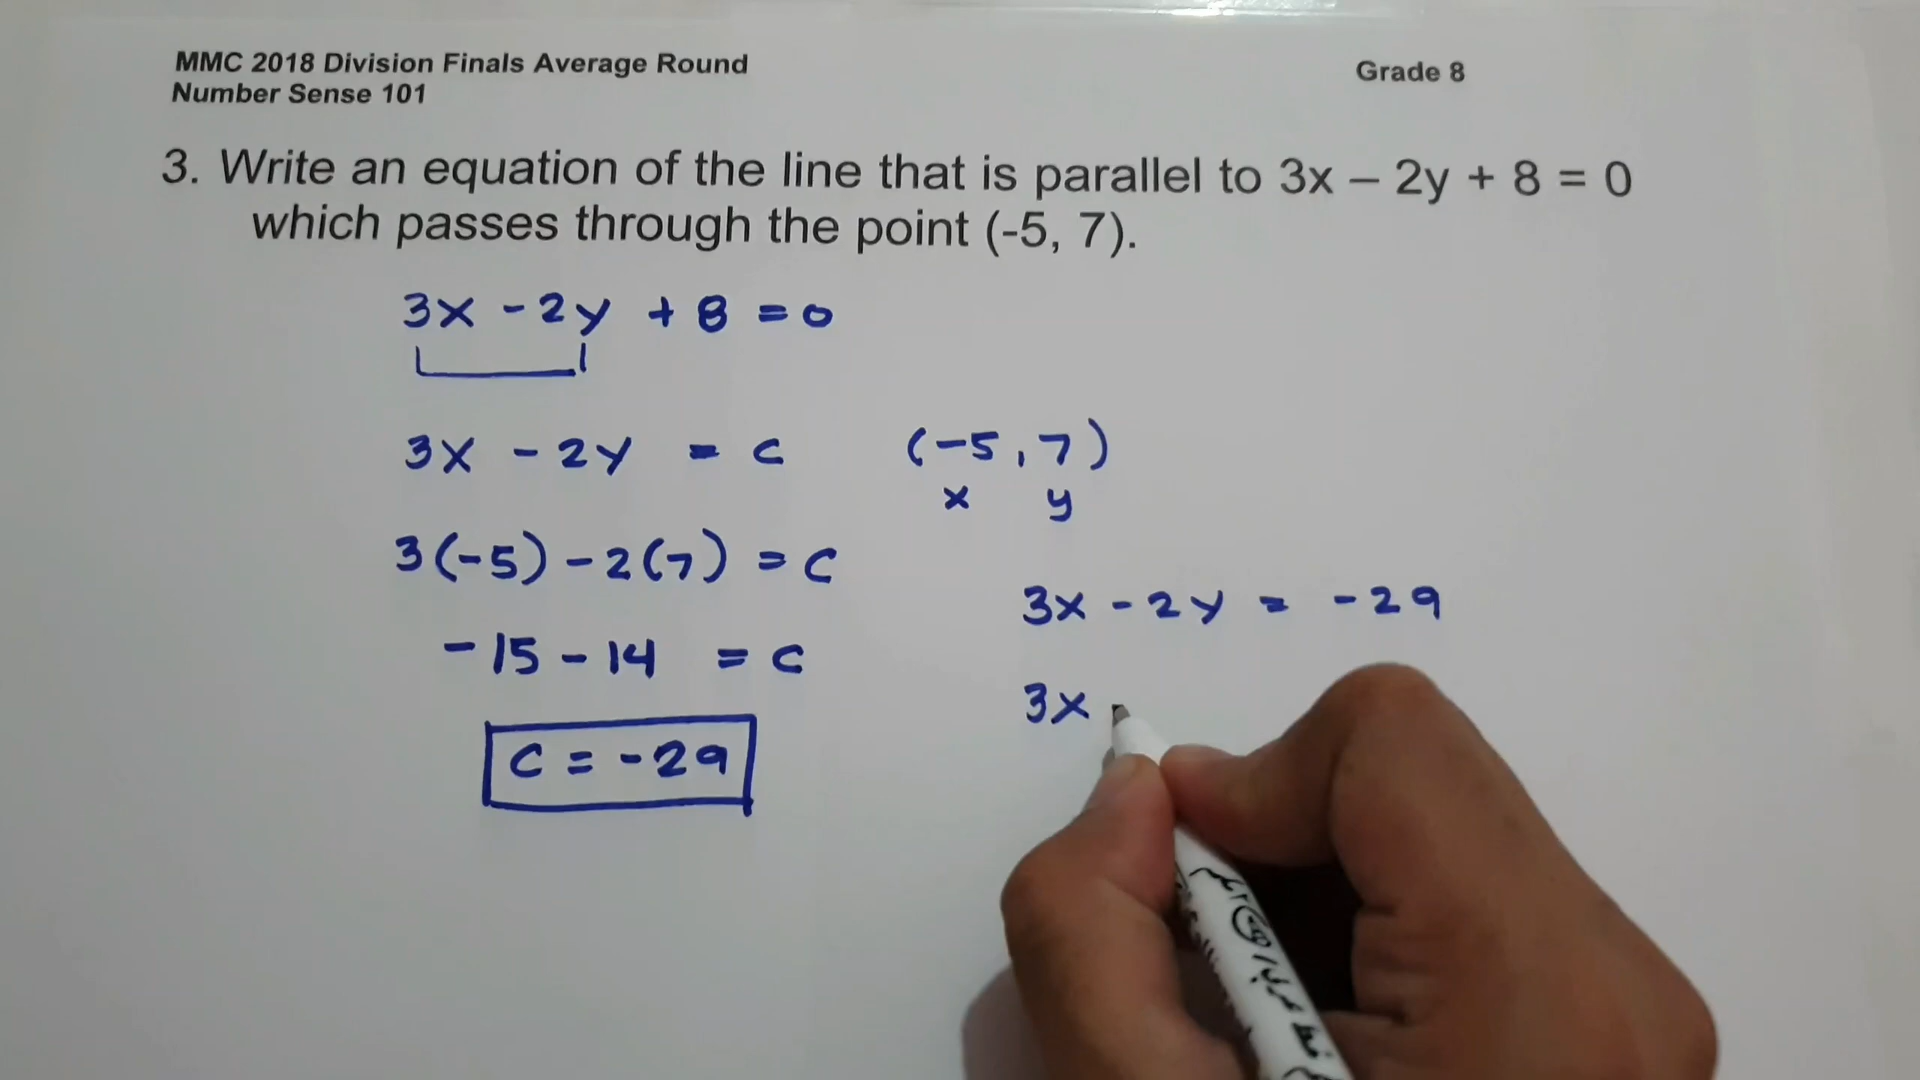 MMC 2018 Division Finals Average Round
Grade 8
Number Sense 101
3. Write an equation of the line that is parallel to 3x – 2y + 8 = 0
which passes through the point (-5, 7).
3x - 2y + 8 = 0
3x - 2y = c
(-5, 7)
x y
3(-5) - 2(7) = c
3x - 2y = -29
-15 - 14 = c
3x
c = -29